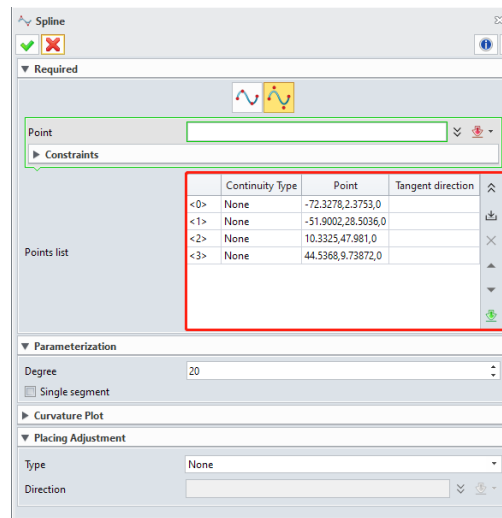 Spline
Required
Point
Constraints
Continuity Type Point Tangent direction
<0> None -72.3278,2.3753,0
<1> None -51.9002,28.5036,0
Points list
<2> None 10.3325,47.981,0
<3> None 44.5368,9.73872,0
Parameterization
Degree 20
Single segment
Curvature Plot
Placing Adjustment
Type None
Direction